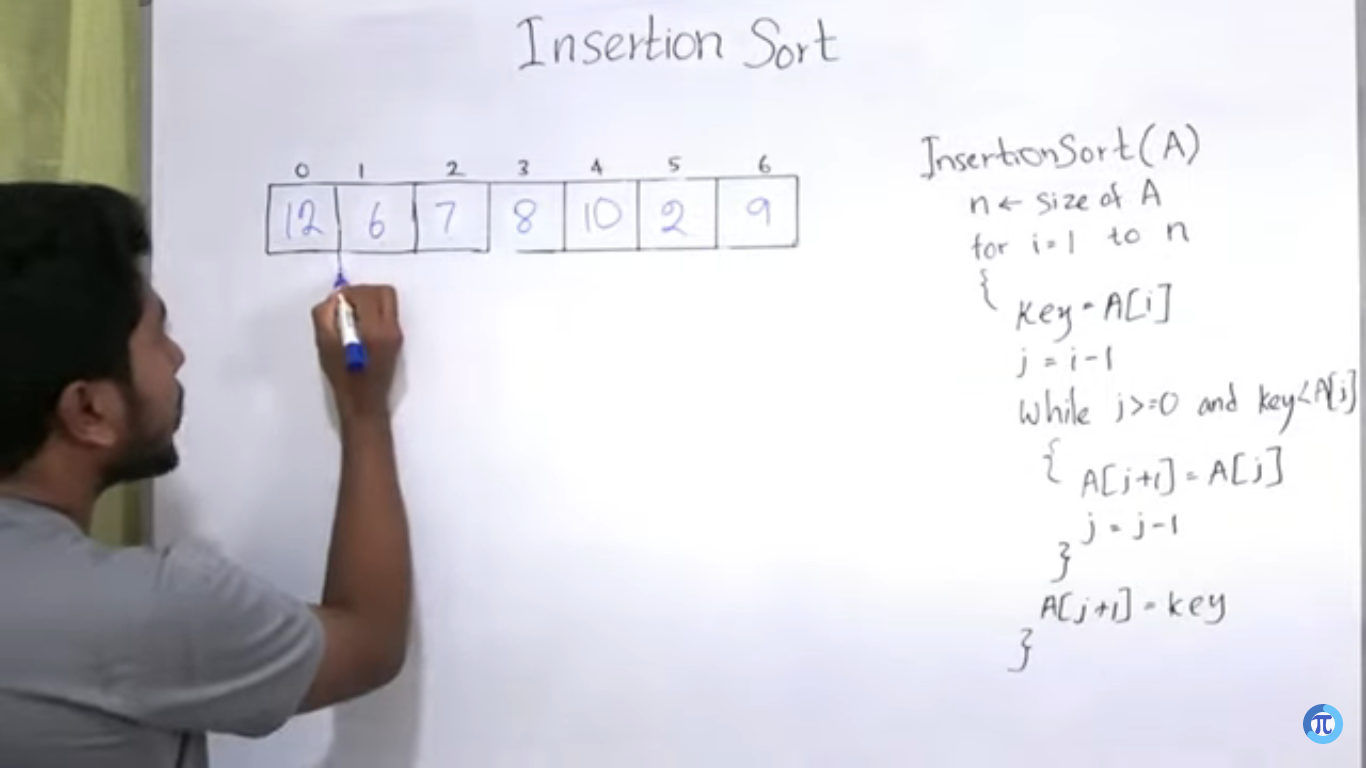 Insertion Sort
0 1 2 3 4 5 6
12 6 7 8 10 2 9
InsertionSort(A)
n ← size of A
for i=1 to n
{
key = A[i]
j = i-1
while j>=0 and key<A[j]
{
A[j+1] = A[j]
j = j-1
}
A[j+1] = key
}
π